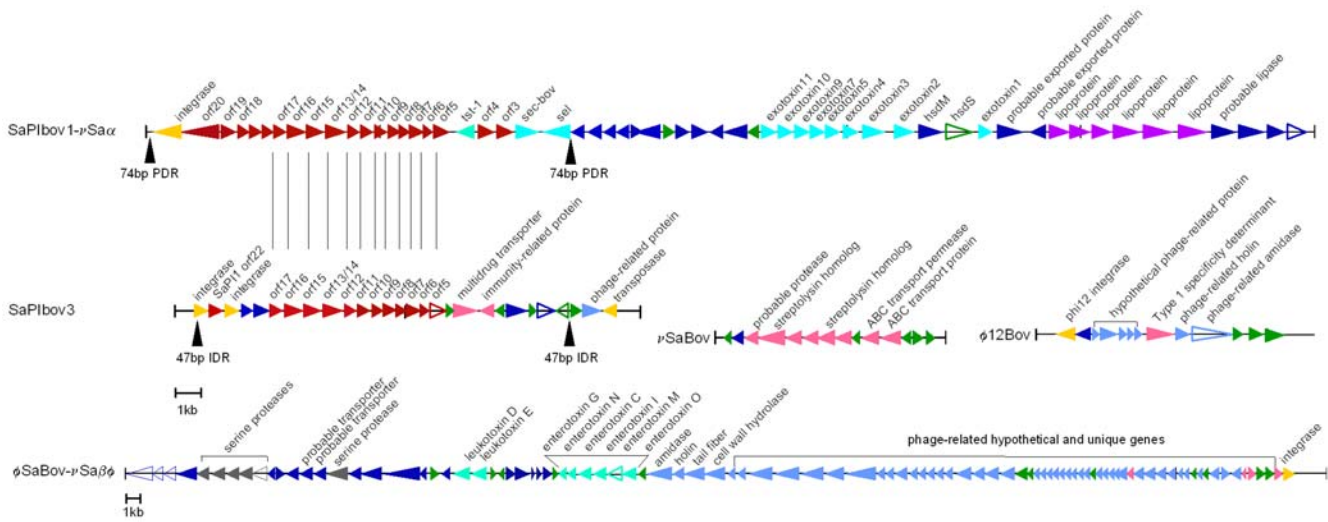 SaPIbov1-νSaα
integrase
orf20
orf19
orf18
orf17
orf16
orf15
orf13/14
orf12
orf11
orf10
orf9
orf8
orf7
orf6
orf5
tst-1
orf4
orf3
sec-bov
sel
exotoxin11
exotoxin10
exotoxin9
exotoxin7
exotoxin5
exotoxin4
exotoxin3
exotoxin2
hsdM
hsdS
exotoxin1
probable exported protein
probable exported protein
lipoprotein
lipoprotein
lipoprotein
lipoprotein
lipoprotein
lipoprotein
probable lipase
74bp PDR
74bp PDR
SaPIbov3
integrase
SaPI1 orf22
integrase
orf17
orf16
orf15
orf13/14
orf12
orf11
orf10
orf9
orf8
orf7
orf6
orf5
multidrug transporter
immunity-related protein
phage-related protein
transposase
47bp IDR
47bp IDR
1kb
νSaBov
probable protease
streptolysin homolog
streptolysin homolog
ABC transport permease
ABC transport protein
ϕ12Bov
phi12 integrase
hypothetical phage-related protein
Type 1 specificity determinant
phage-related holin
phage-related amidase
ϕSaBov-νSaβϕ
serine proteases
probable transporter
probable transporter
serine protease
leukotoxin D
leukotoxin E
enterotoxin G
enterotoxin N
enterotoxin C
enterotoxin I
enterotoxin M
enterotoxin O
amidase
holin
tail fiber
cell wall hydrolase
phage-related hypothetical and unique genes
integrase
1kb